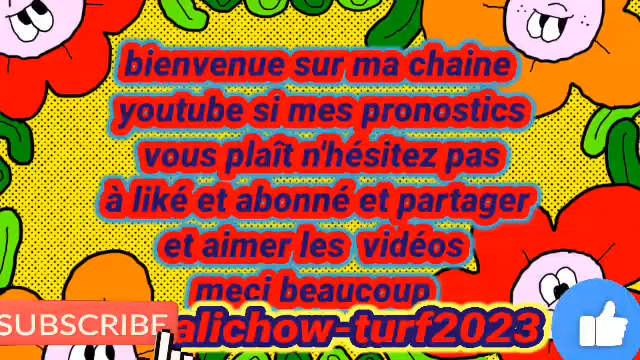 bienvenue sur ma chaine
youtube si mes pronostics
vous plaît n'hésitez pas
à liké et abonné et partager
et aimer les vidéos
meci beaucoup
SUBSCRIBE alichow-turf2023